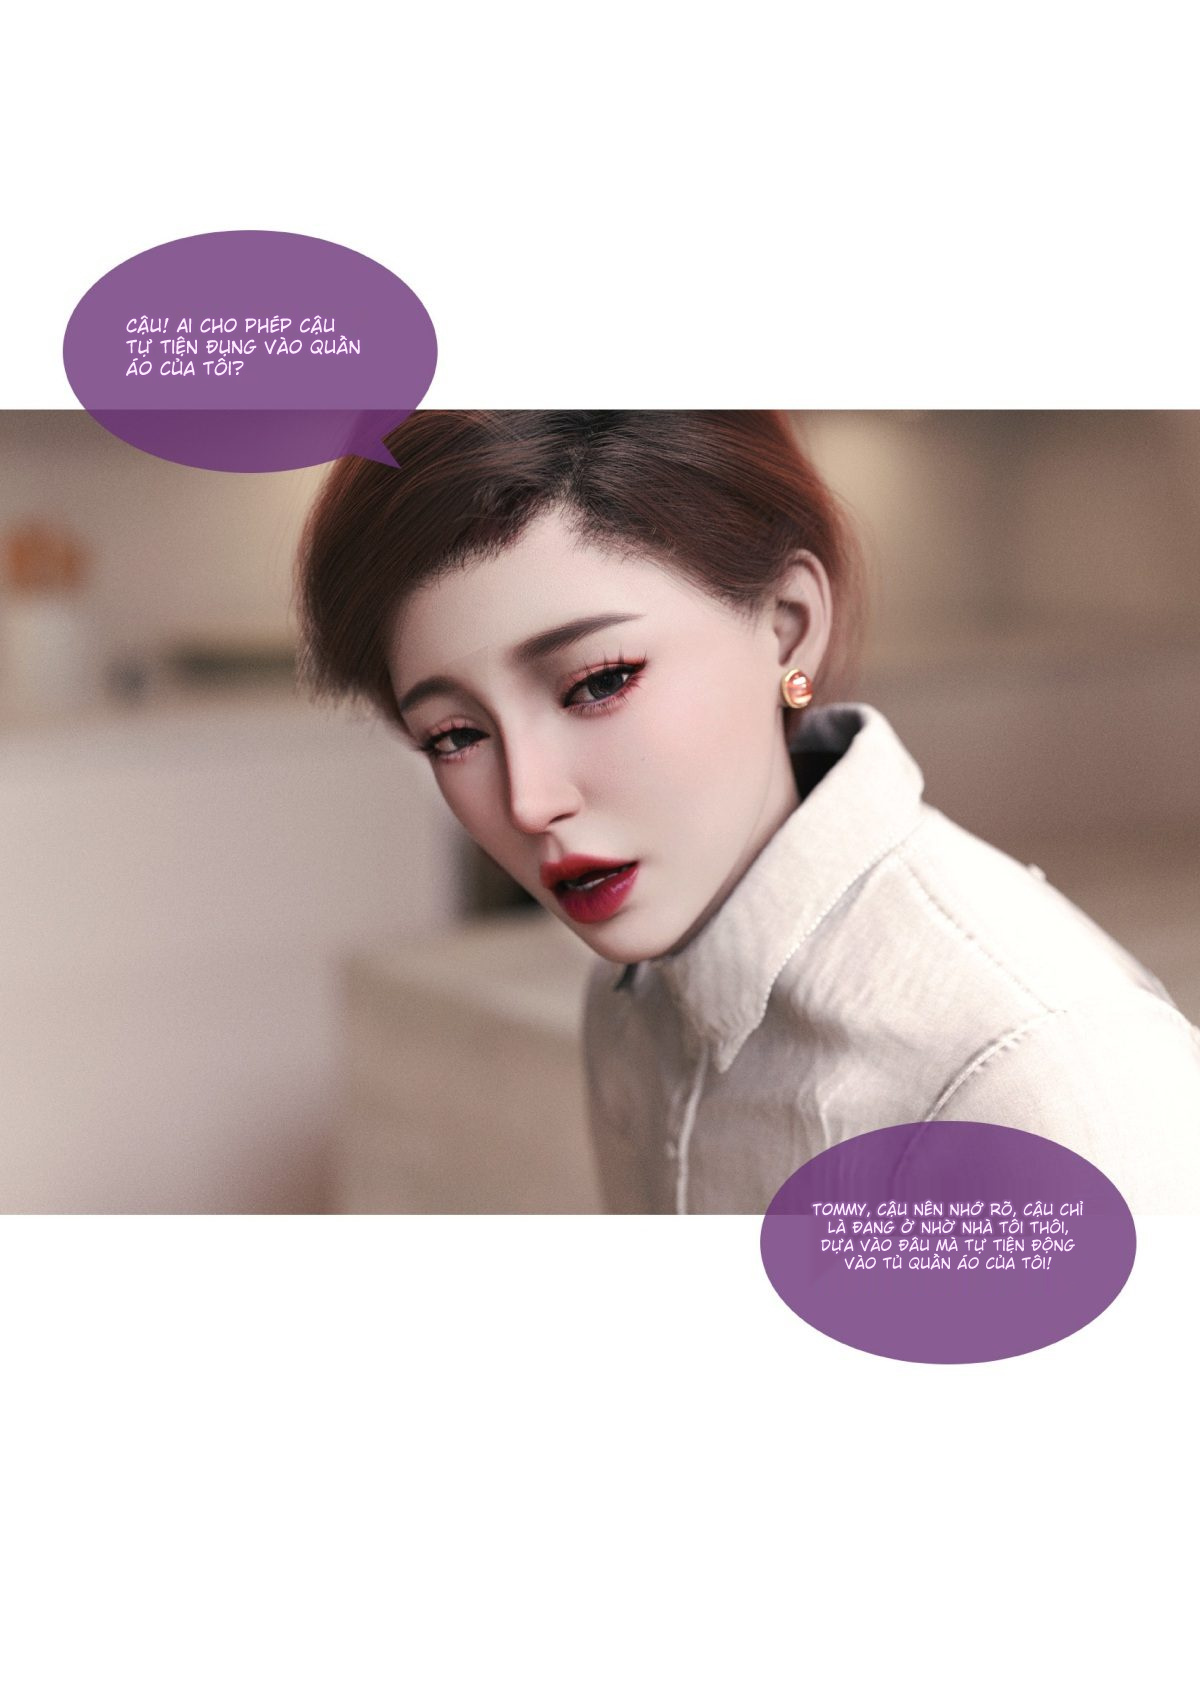 CẬU! AI CHO PHÉP CẬU
TỰ TIỆN ĐỤNG VÀO QUẦN
ÁO CỦA TÔI?
TOMMY, CẬU NÊN NHỚ RÕ, CẬU CHỈ
LÀ ĐANG Ở NHỜ NHÀ TÔI THÔI,
DỰA VÀO ĐÂU MÀ TỰ TIỆN ĐỘNG
VÀO TỦ QUẦN ÁO CỦA TÔI!